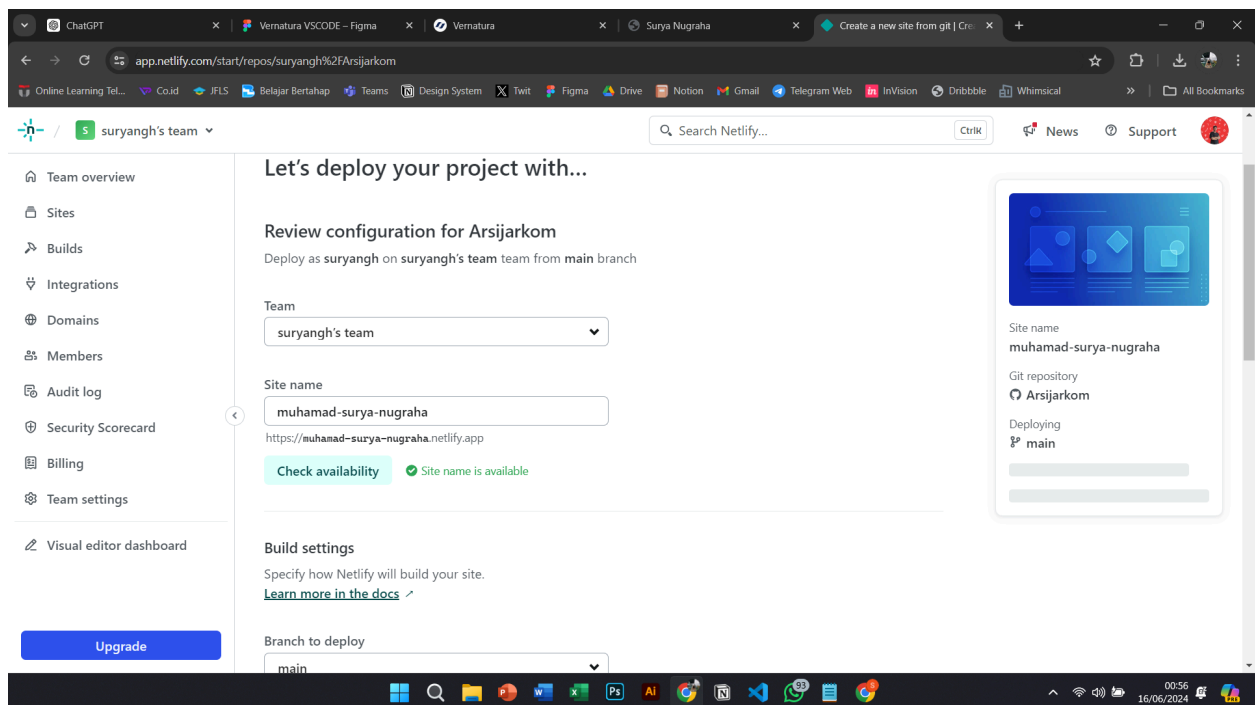 ChatGPT
Vernatura VSCODE – Figma
Vernatura
Surya Nugraha
Create a new site from git | Cre
app.netlify.com/start/repos/suryangh%2FArsijarkom
Online Learning Tel...
Co.id
JFLS
Belajar Bertahap
Teams
Design System
Twit
Figma
Drive
Notion
Gmail
Telegram Web
in
InVision
Dribbble
Whimsical
»
All Bookmarks
n
/
S
suryangh's team
Search Netlify...
Ctrl K
News
Support
Team overview
Sites
Builds
Integrations
Domains
Members
Audit log
Security Scorecard
Billing
Team settings
Visual editor dashboard
Upgrade
Let's deploy your project with...
Review configuration for Arsijarkom
Deploy as suryangh on suryangh's team team from main branch
Team
suryangh's team
Site name
muhamad-surya-nugraha
https://muhamad-surya-nugraha.netlify.app
Check availability
Site name is available
Build settings
Specify how Netlify will build your site.
Learn more in the docs ↗
Branch to deploy
main
Site name
muhamad-surya-nugraha
Git repository
Arsijarkom
Deploying
main
P
W
X
Ps
Ai
N
93
S
00:56
16/06/2024
PRE